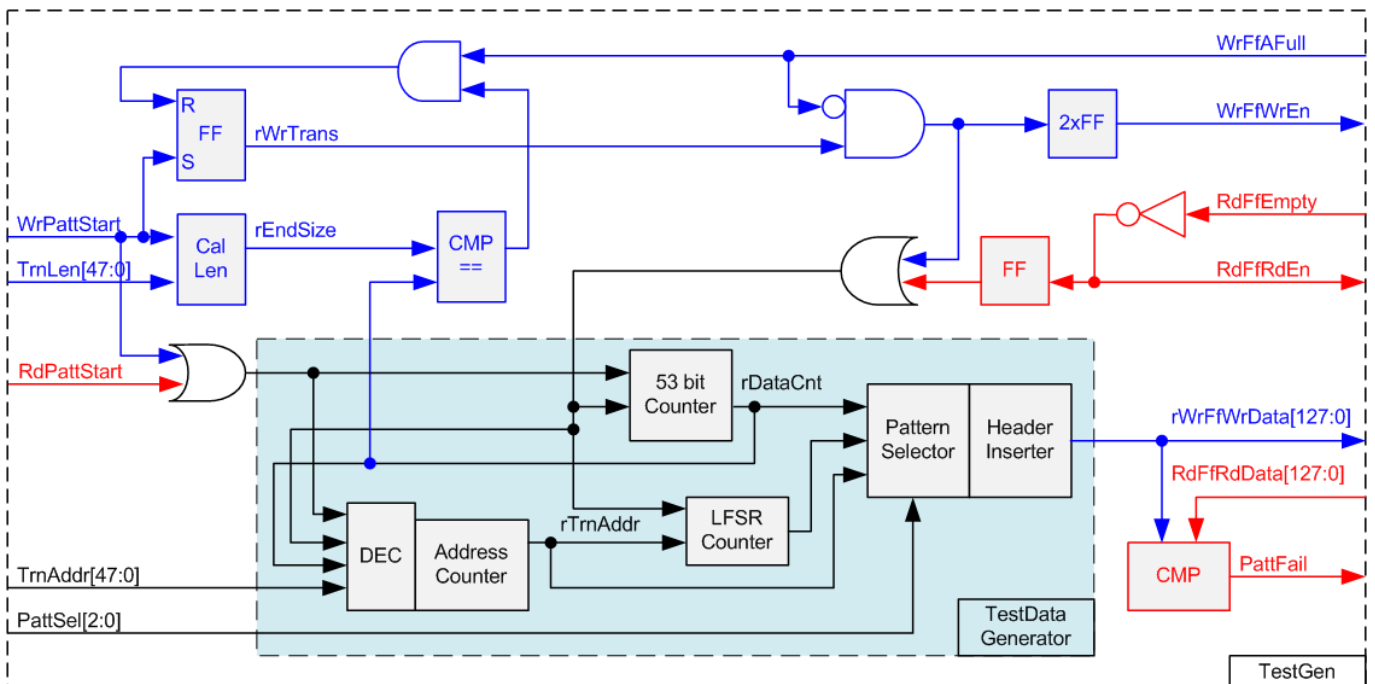 WrFfAFull
R
FF
S
rWrTrans
2xFF
WrFfWrEn
WrPattStart
TrnLen[47:0]
Cal
Len
rEndSize
CMP
==
FF
RdFfEmpty
RdFfRdEn
RdPattStart
53 bit
Counter
rDataCnt
Pattern
Selector
Header
Inserter
rWrFfWrData[127:0]
RdFfRdData[127:0]
DEC
Address
Counter
rTrnAddr
LFSR
Counter
CMP
PattFail
TrnAddr[47:0]
PattSel[2:0]
TestData
Generator
TestGen